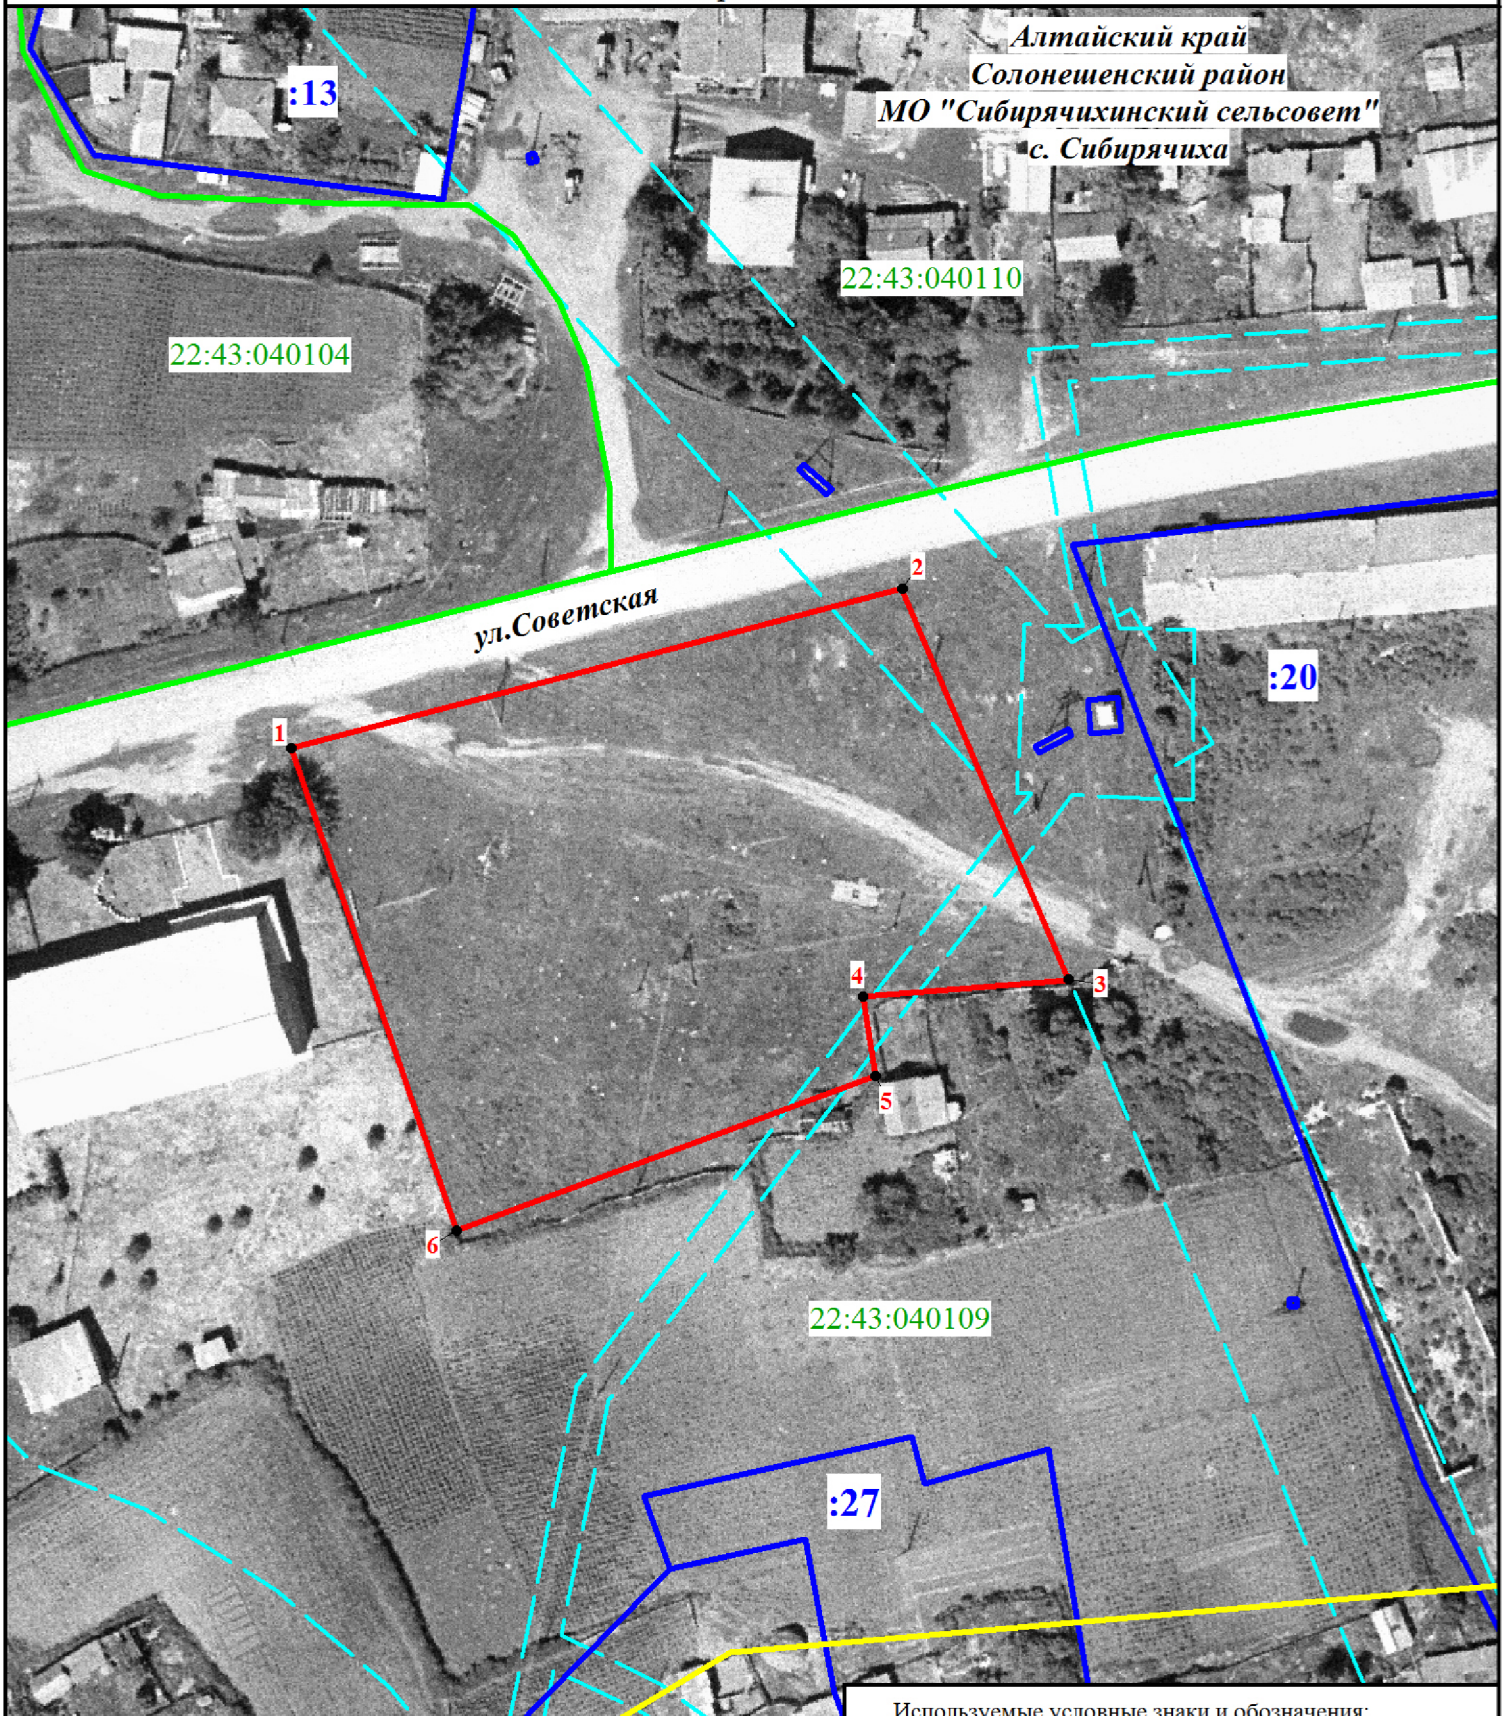 Алтайский край
Солонешенский район
МО "Сибирячихинский сельсовет"
с. Сибирячиха
:13
22:43:040110
22:43:040104
2
ул.Советская
:20
1
4
3
5
6
22:43:040109
:27
Используемые условные знаки и обозначения: